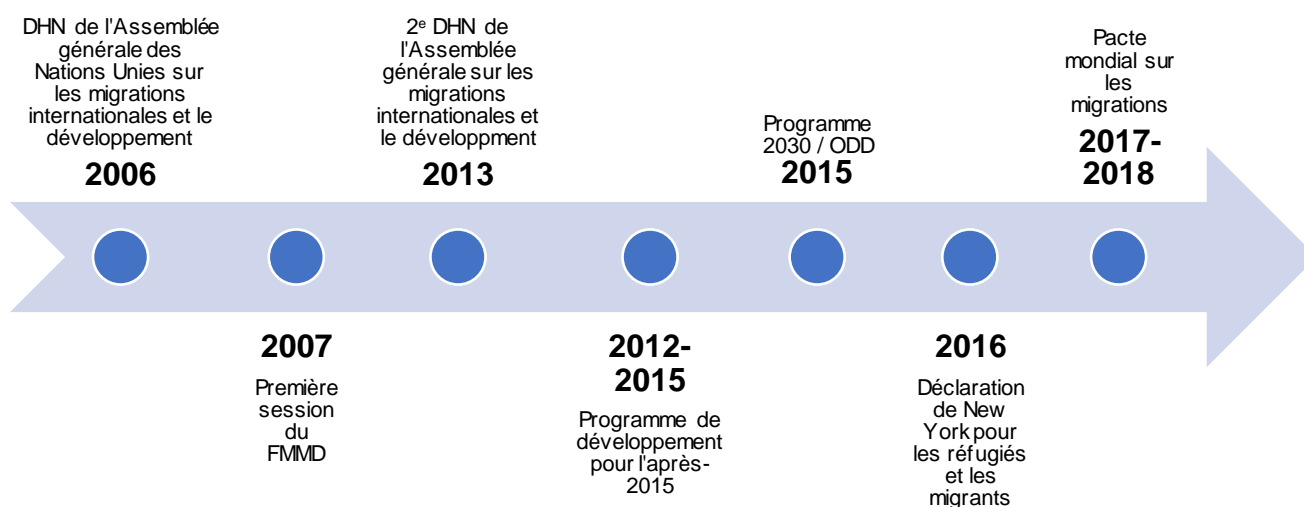 DHN de l'Assemblée
générale des
Nations Unies sur
les migrations
internationales et le
développement
2006
2e DHN de
l'Assemblée
générale sur les
migrations
internationales et
le développment
2013
Programme
2030 / ODD
2015
Pacte
mondial sur
les
migrations
2017-
2018
2007
Première
session
du
FMMD
2012-
2015
Programme de
développement
pour l'après-
2015
2016
Déclaration
de New
York pour
les réfugiés
et les
migrants